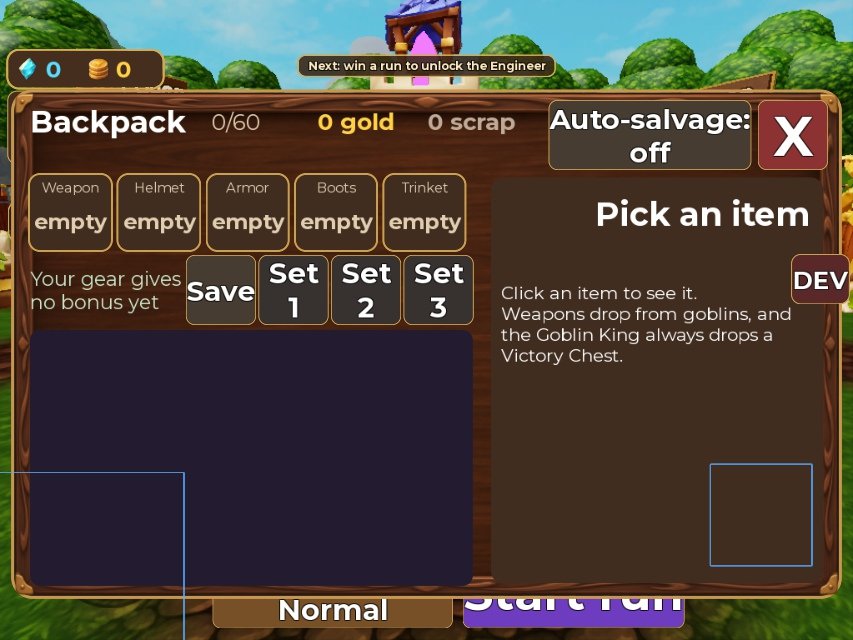 0 0
Next: win a run to unlock the Engineer
Backpack 0/60 0 gold 0 scrap
Auto-salvage:
off
X
Weapon Helmet Armor Boots Trinket
empty empty empty empty empty
Pick an item
Your gear gives
no bonus yet
Save
Set
1
Set
2
Set
3
DEV
Click an item to see it.
Weapons drop from goblins, and
the Goblin King always drops a
Victory Chest.
Normal
Start run